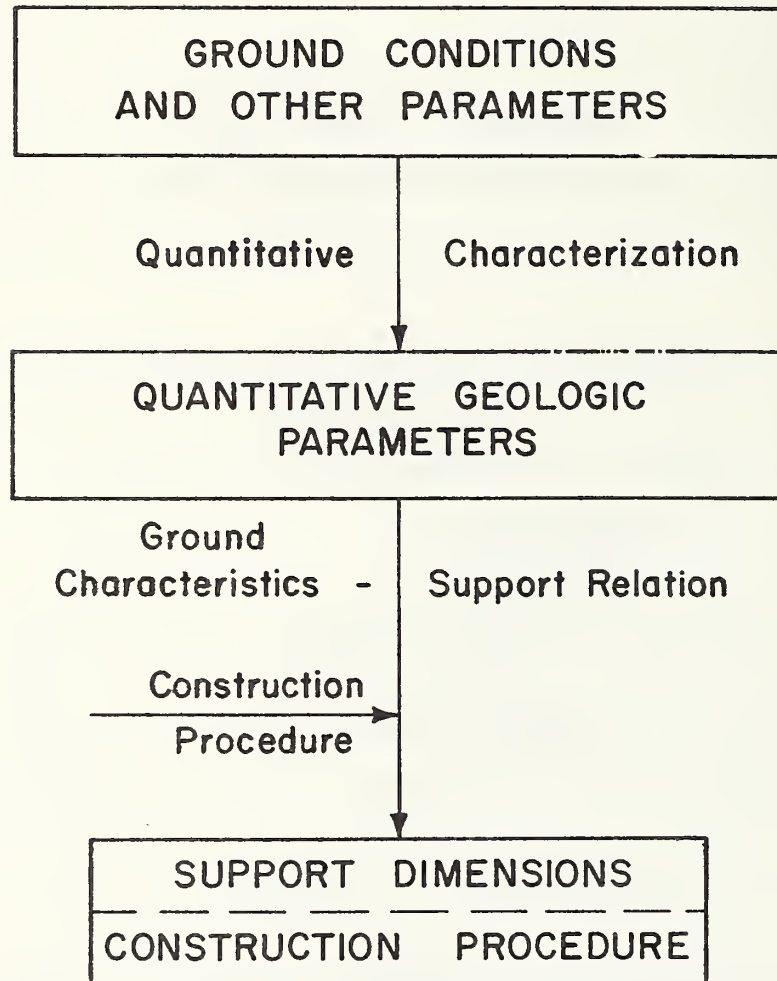 GROUND CONDITIONS
AND OTHER PARAMETERS
Quantitative Characterization
QUANTITATIVE GEOLOGIC
PARAMETERS
Ground
Characteristics - Support Relation
Construction
Procedure
SUPPORT DIMENSIONS
CONSTRUCTION PROCEDURE